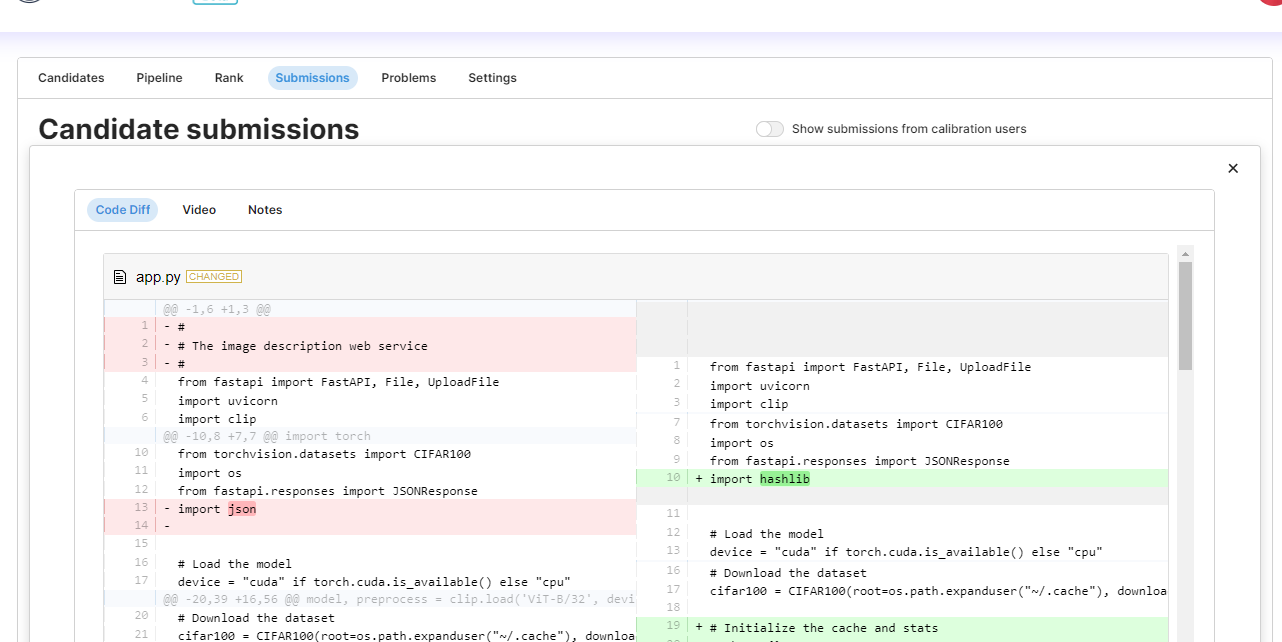 Candidates Pipeline Rank Submissions Problems Settings
Candidate submissions
Show submissions from calibration users
×
Code Diff Video Notes
app.py CHANGED
@@ -1,6 +1,3 @@
1 - #
2 - # The image description web service
3 - #
4 from fastapi import FastAPI, File, UploadFile
5 import uvicorn
6 import clip
@@ -10,8 +7,7 @@ import torch
10 from torchvision.datasets import CIFAR100
11 import os
12 from fastapi.responses import JSONResponse
13 - import json
14 -
15
16 # Load the model
17 device = "cuda" if torch.cuda.is_available() else "cpu"
@@ -20,39 +16,56 @@ model, preprocess = clip.load('ViT-B/32', devi
20 # Download the dataset
21 cifar100 = CIFAR100(root=os.path.expanduser("~/.cache"), downloa
1 from fastapi import FastAPI, File, UploadFile
2 import uvicorn
3 import clip
7 from torchvision.datasets import CIFAR100
8 import os
9 from fastapi.responses import JSONResponse
10 + import hashlib
11
12 # Load the model
13 device = "cuda" if torch.cuda.is_available() else "cpu"
16 # Download the dataset
17 cifar100 = CIFAR100(root=os.path.expanduser("~/.cache"), downloa
18
19 + # Initialize the cache and stats